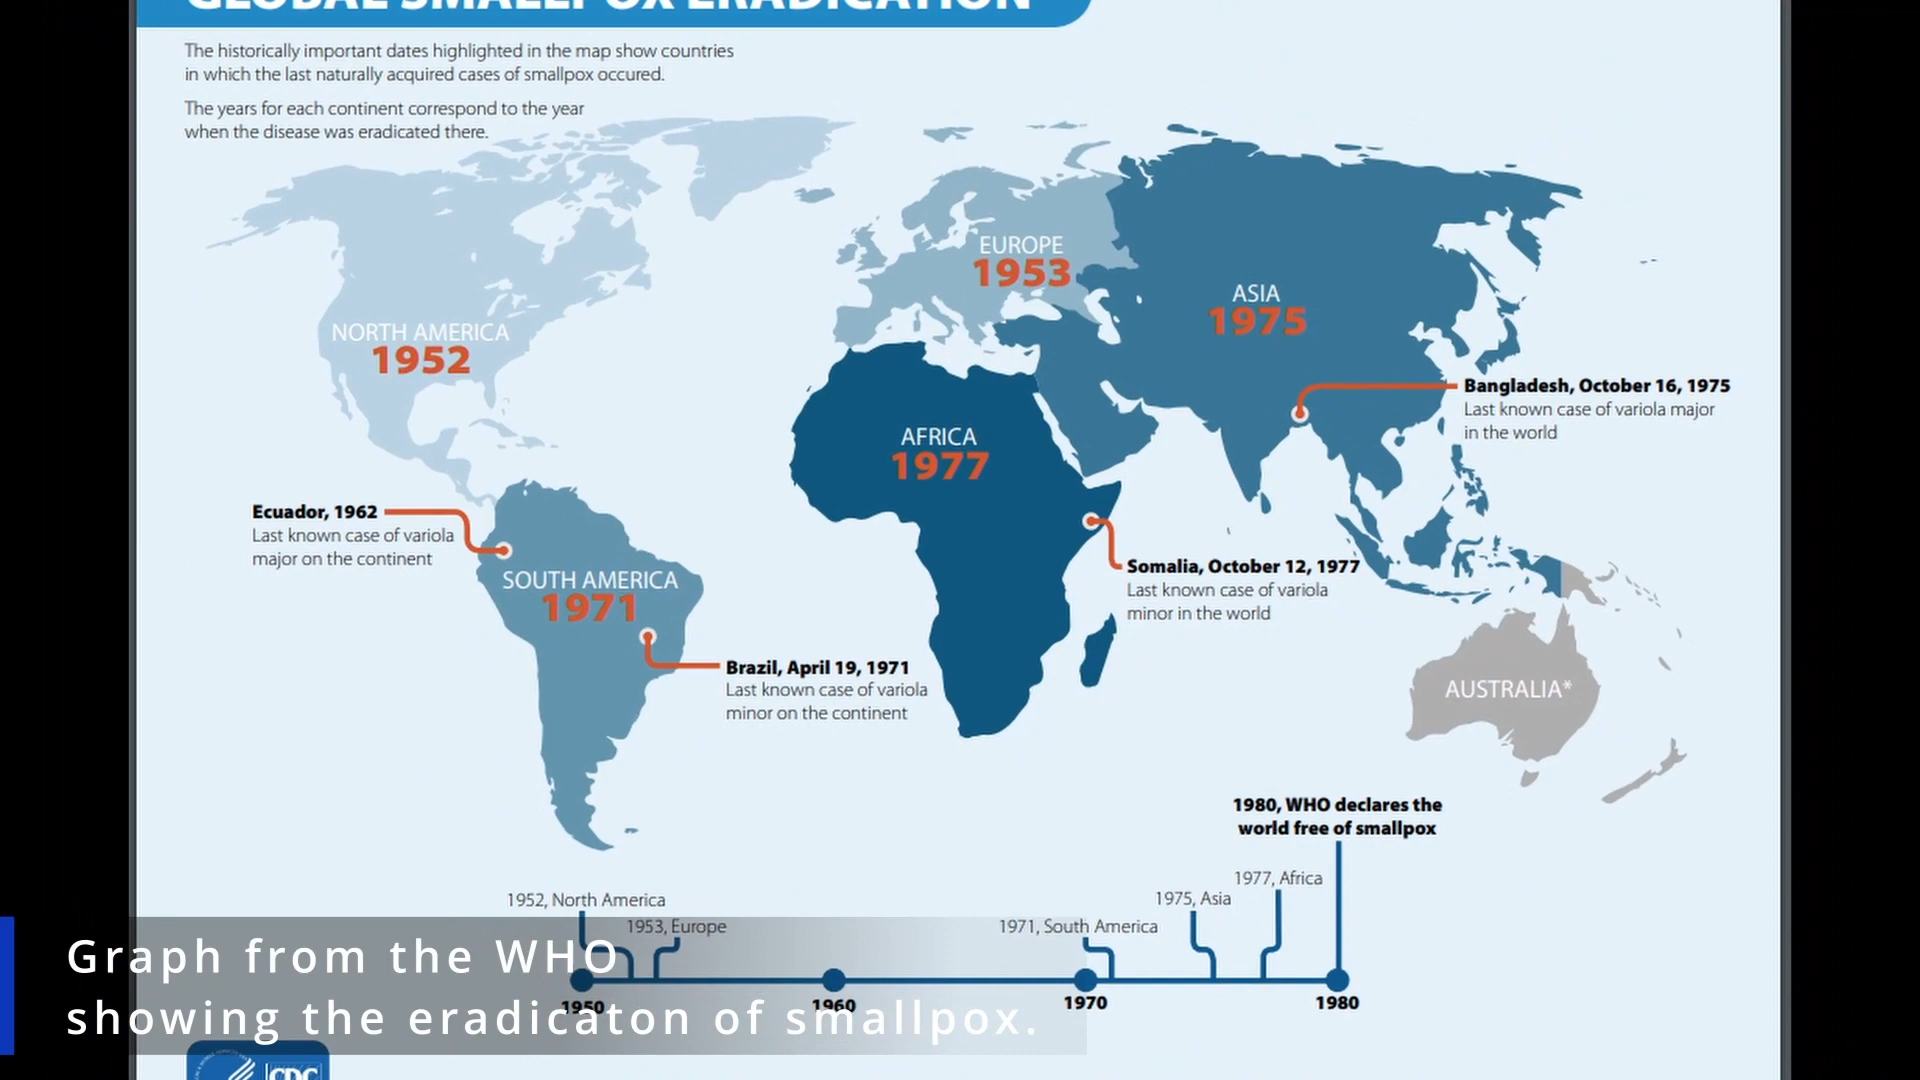 GLOBAL SMALLPOX ERADICATION
The historically important dates highlighted in the map show countries
in which the last naturally acquired cases of smallpox occured.
The years for each continent correspond to the year
when the disease was eradicated there.
EUROPE
1953
ASIA
1975
NORTH AMERICA
1952
Bangladesh, October 16, 1975
Last known case of variola major
in the world
AFRICA
1977
Ecuador, 1962
Last known case of variola
major on the continent
SOUTH AMERICA
1971
Somalia, October 12, 1977
Last known case of variola
minor in the world
Brazil, April 19, 1971
Last known case of variola
minor on the continent
AUSTRALIA*
1980, WHO declares the
world free of smallpox
1952, North America
1953, Europe
1971, South America
1975, Asia
1977, Africa
1950
1960
1970
1980
Graph from the WHO
showing the eradicaton of smallpox.
CDC